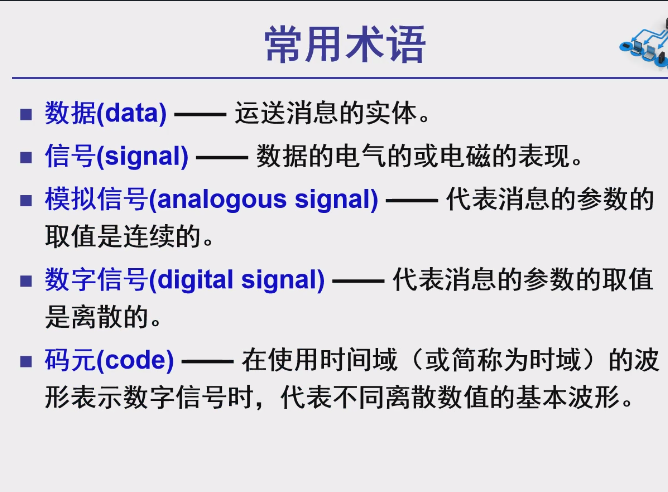 常用术语
数据(data) —— 运送消息的实体。
信号(signal) —— 数据的电气的或电磁的表现。
模拟信号(analogous signal) —— 代表消息的参数的
取值是连续的。
数字信号(digital signal) —— 代表消息的参数的取值
是离散的。
码元(code) —— 在使用时间域（或简称为时域）的波
形表示数字信号时，代表不同离散数值的基本波形。